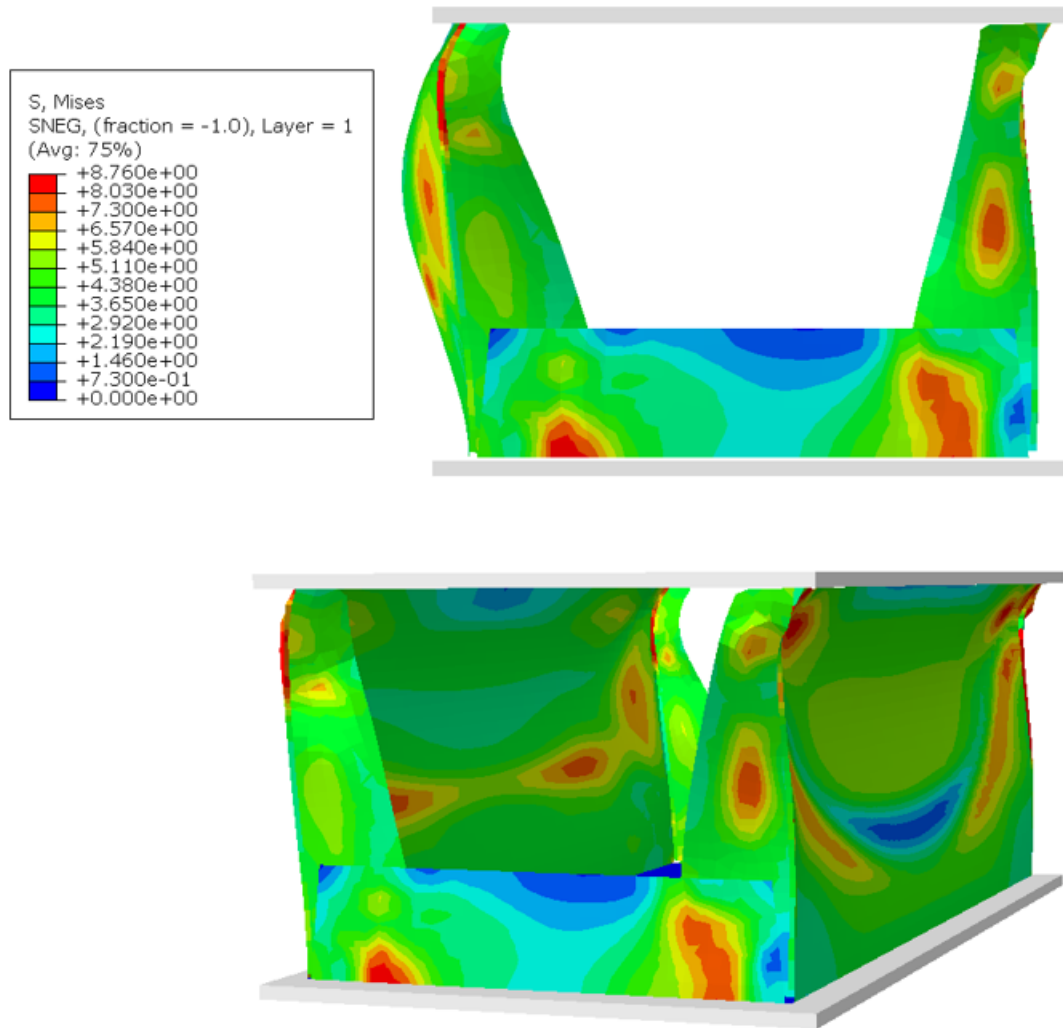 S, Mises
SNEG, (fraction = -1.0), Layer = 1
(Avg: 75%)
+8.760e+00
+8.030e+00
+7.300e+00
+6.570e+00
+5.840e+00
+5.110e+00
+4.380e+00
+3.650e+00
+2.920e+00
+2.190e+00
+1.460e+00
+7.300e-01
+0.000e+00